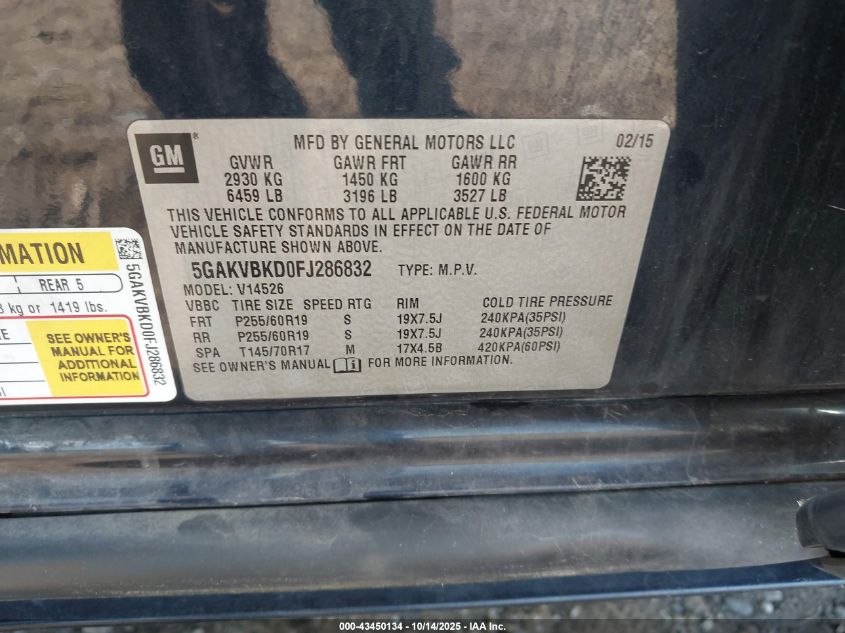 GM ®
MFD BY GENERAL MOTORS LLC 02/15
GVWR GAWR FRT GAWR RR
2930 KG 1450 KG 1600 KG
6459 LB 3196 LB 3527 LB
THIS VEHICLE CONFORMS TO ALL APPLICABLE U.S. FEDERAL MOTOR
VEHICLE SAFETY STANDARDS IN EFFECT ON THE DATE OF
MANUFACTURE SHOWN ABOVE.
5GAKVBKD0FJ286832 TYPE: M.P.V.
MODEL: V14526
VBBC TIRE SIZE SPEED RTG RIM COLD TIRE PRESSURE
FRT P255/60R19 S 19X7.5J 240KPA(35PSI)
RR P255/60R19 S 19X7.5J 240KPA(35PSI)
SPA T145/70R17 M 17X4.5B 420KPA(60PSI)
SEE OWNER'S MANUAL FOR MORE INFORMATION.
MATION
REAR 5
kg or 1419 lbs.
SEE OWNER'S
MANUAL FOR
ADDITIONAL
INFORMATION
5GAKVBKD0FJ286832
000-43450134 - 10/14/2025 - IAA Inc.